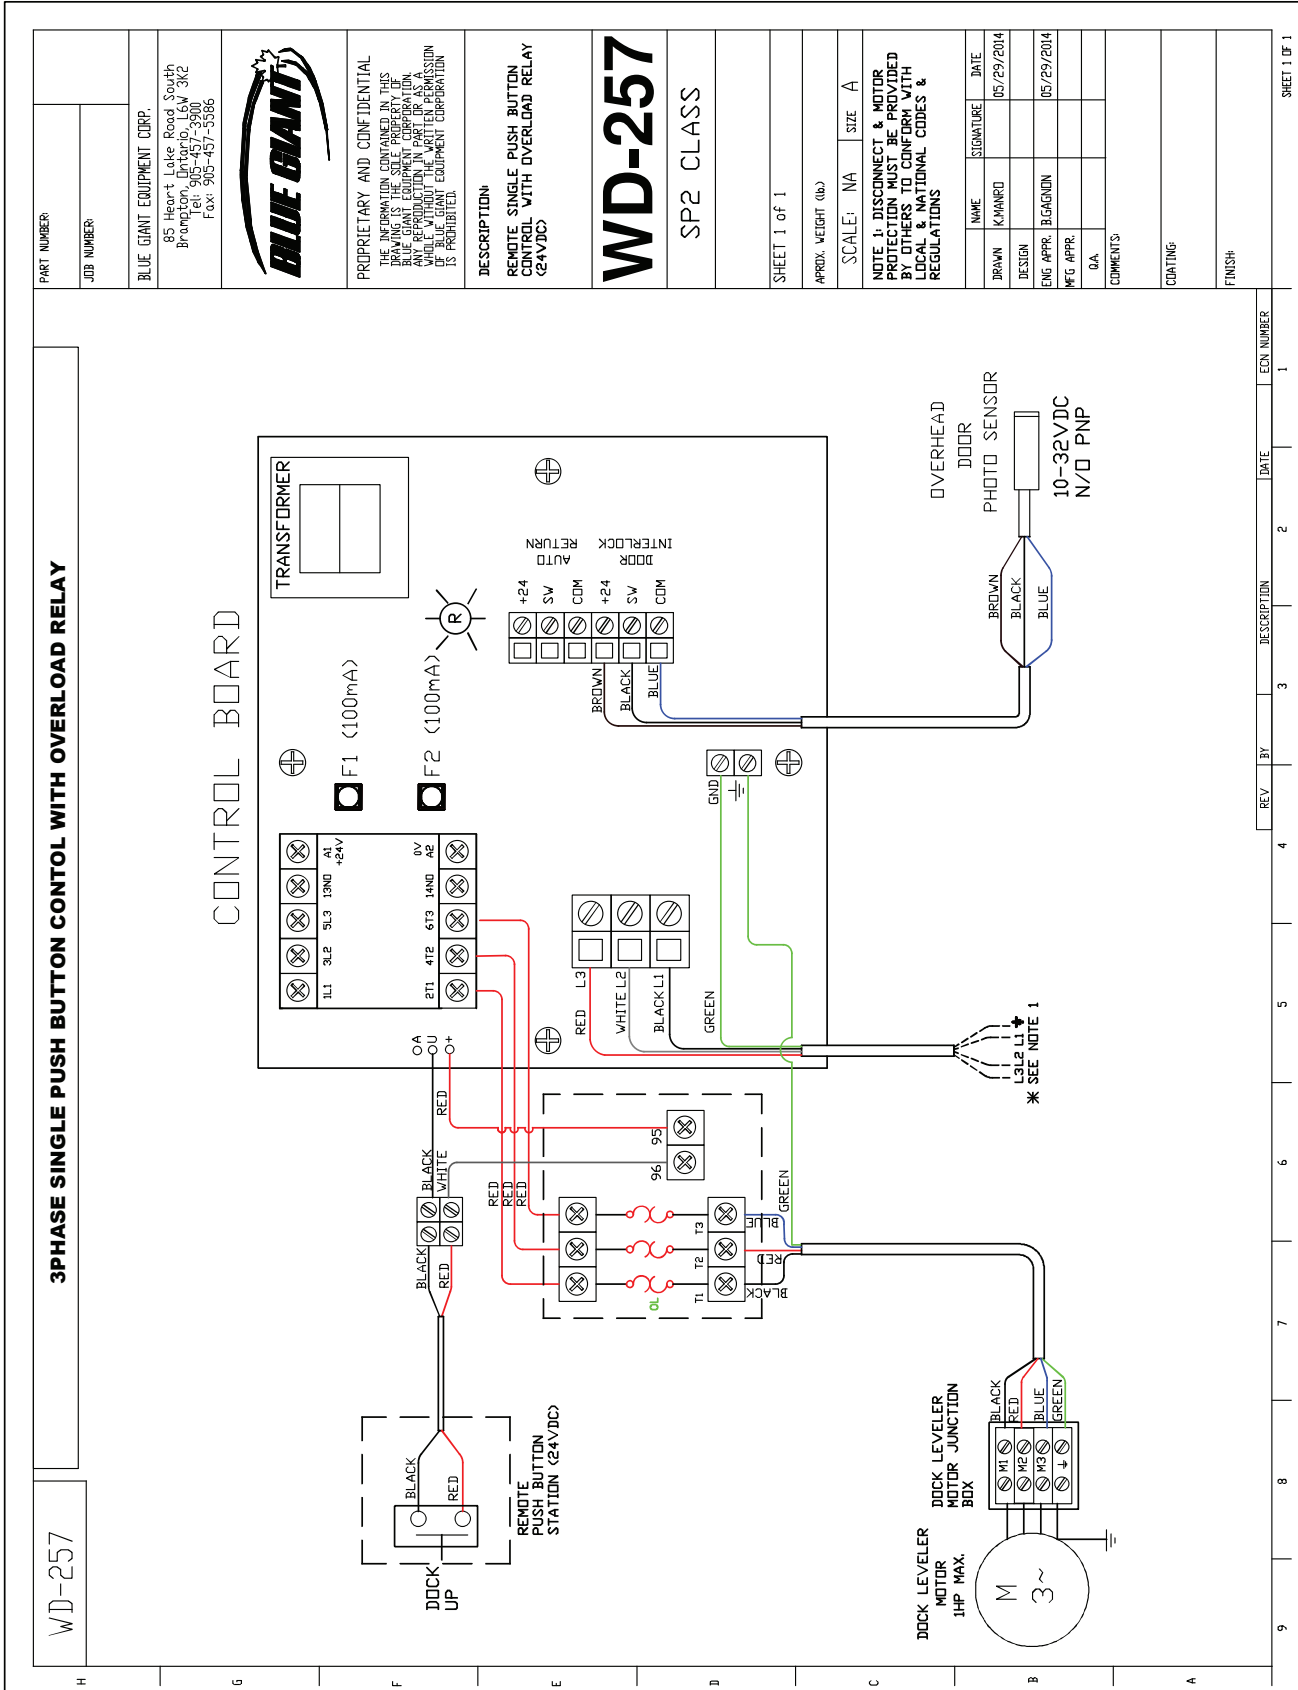 WD-257
3PHASE SINGLE PUSH BUTTON CONTOL WITH OVERLOAD RELAY
CONTROL BOARD
TRANSFORMER
F1 (100mA)
F2 (100mA)
R
1L1
3L2
5L3
13NO
A1
+24V
2T1
4T2
6T3
14NO
0V
A2
A
U
+
BLACK
RED
WHITE
BLACK
RED
BLACK
RED
DOCK
UP
REMOTE
PUSH BUTTON
STATION (24VDC)
RED
RED
RED
96
95
OL
T1
T2
T3
BLACK
RED
BLUE
GREEN
RED
L3
WHITE L2
BLACK L1
GREEN
GND
+24
SW
COM
+24
SW
COM
AUTO
RETURN
DOOR
INTERLOCK
BROWN
BLACK
BLUE
L3 L2 L1
* SEE NOTE 1
BROWN
BLACK
BLUE
OVERHEAD
DOOR
PHOTO SENSOR
10-32VDC
N/O PNP
DOCK LEVELER
MOTOR
1HP MAX.
M
3~
DOCK LEVELER
MOTOR JUNCTION
BOX
M1
M2
M3
BLACK
RED
BLUE
GREEN
PART NUMBER:
JOB NUMBER:
BLUE GIANT EQUIPMENT CORP.
85 Heart Lake Road South
Brampton, Ontario, L6W 3K2
Tel: 905-457-3900
Fax: 905-457-5586
BLUE GIANT
PROPRIETARY AND CONFIDENTIAL
THE INFORMATION CONTAINED IN THIS
DRAWING IS THE SOLE PROPERTY OF
BLUE GIANT EQUIPMENT CORPORATION.
ANY REPRODUCTION IN PART OR AS A
WHOLE WITHOUT THE WRITTEN PERMISSION
OF BLUE GIANT EQUIPMENT CORPORATION
IS PROHIBITED.
DESCRIPTION:
REMOTE SINGLE PUSH BUTTON
CONTROL WITH OVERLOAD RELAY
(24VDC)
WD-257
SP2 CLASS
SHEET 1 of 1
APROX. WEIGHT (lb.)
SCALE: NA
SIZE A
NOTE 1: DISCONNECT & MOTOR
PROTECTION MUST BE PROVIDED
BY OTHERS TO CONFORM WITH
LOCAL & NATIONAL CODES &
REGULATIONS
NAME SIGNATURE DATE
DRAWN K.MANRO 05/29/2014
DESIGN
ENG APPR. B.GAGNON 05/29/2014
MFG APPR.
Q.A.
COMMENTS:
COATING:
FINISH:
REV BY DESCRIPTION DATE ECN NUMBER
9 8 7 6 5 4 3 2 1
H
G
F
E
D
C
B
A
SHEET 1 OF 1